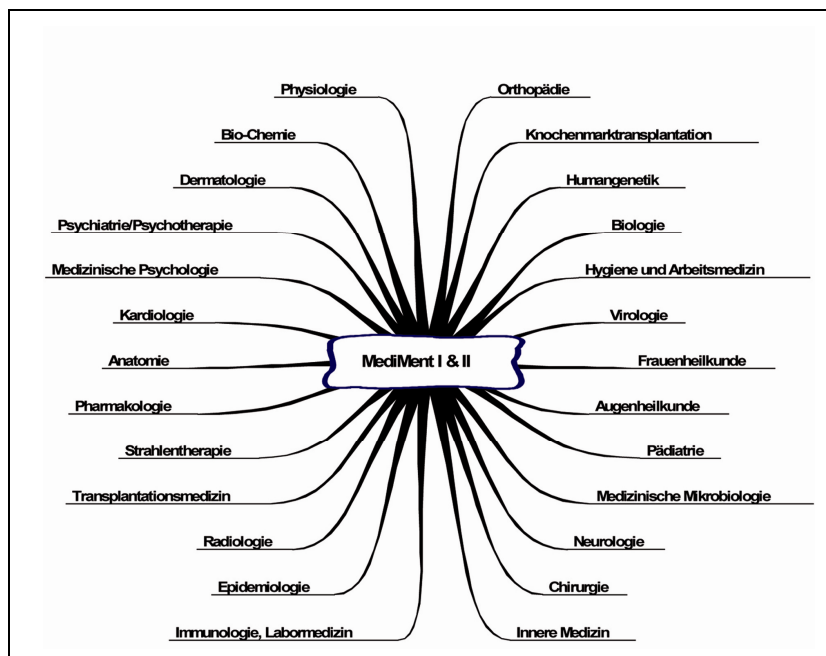 Physiologie
Orthopädie
Bio-Chemie
Knochenmarktransplantation
Dermatologie
Humangenetik
Psychiatrie/Psychotherapie
Biologie
Medizinische Psychologie
Hygiene und Arbeitsmedizin
Kardiologie
Virologie
Anatomie
MediMent I & II
Frauenheilkunde
Pharmakologie
Augenheilkunde
Strahlentherapie
Pädiatrie
Transplantationsmedizin
Medizinische Mikrobiologie
Radiologie
Neurologie
Epidemiologie
Chirurgie
Immunologie, Labormedizin
Innere Medizin